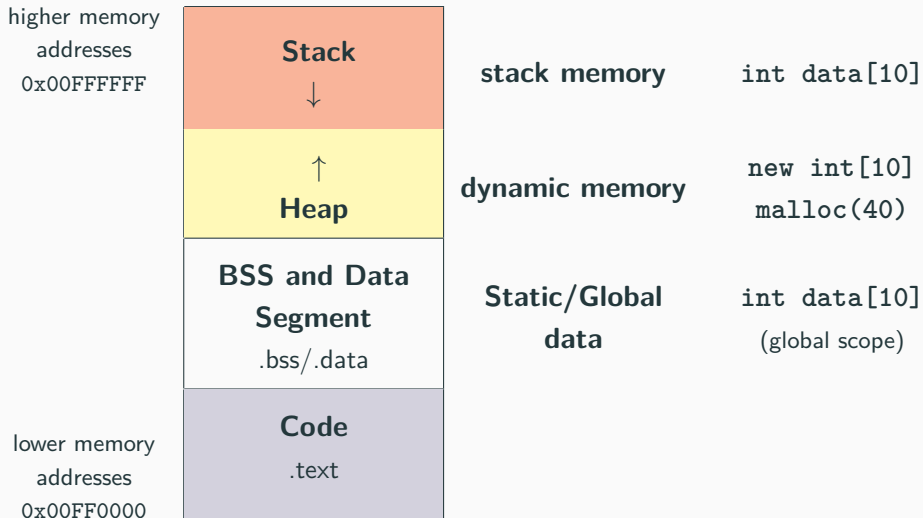 higher memory
addresses
0x00FFFFFF
Stack
↓
stack memory
int data[10]
↑
Heap
dynamic memory
new int[10]
malloc(40)
BSS and Data
Segment
.bss/.data
Static/Global
data
int data[10]
(global scope)
Code
.text
lower memory
addresses
0x00FF0000